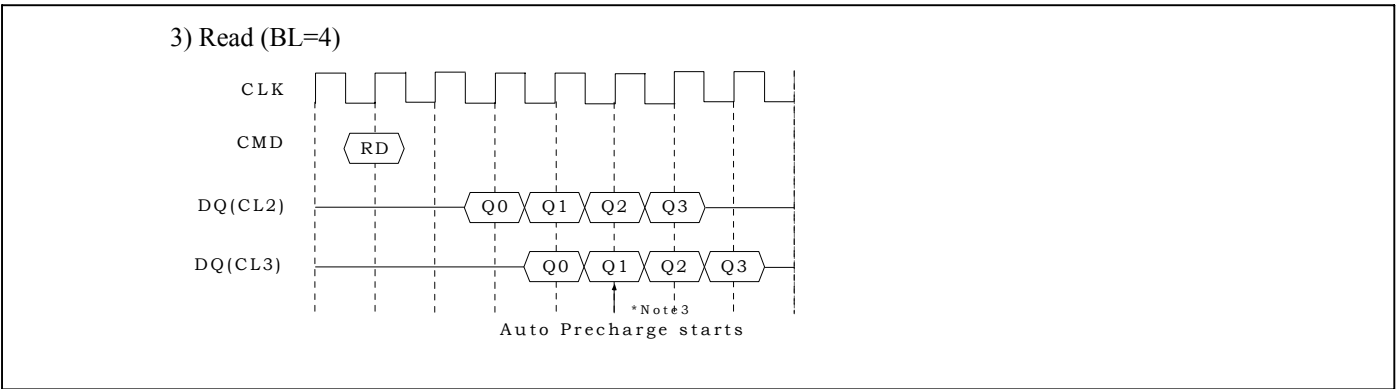 3) Read (BL=4)
CLK
CMD
RD
DQ(CL2)
Q0 Q1 Q2 Q3
DQ(CL3)
Q0 Q1 Q2 Q3
*Note3
Auto Precharge starts